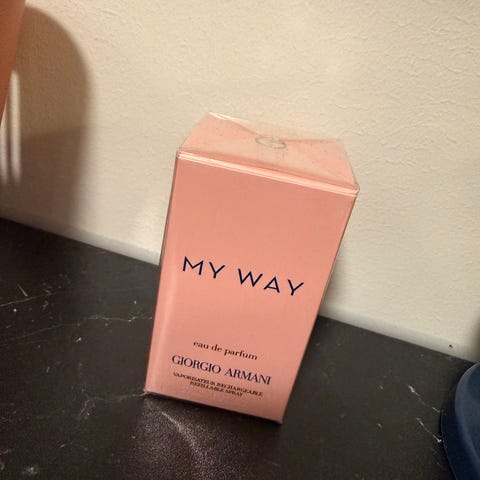 MY WAY
eau de parfum
GIORGIO ARMANI
VAPORISATEUR RECHARGEABLE
REFILLABLE SPRAY